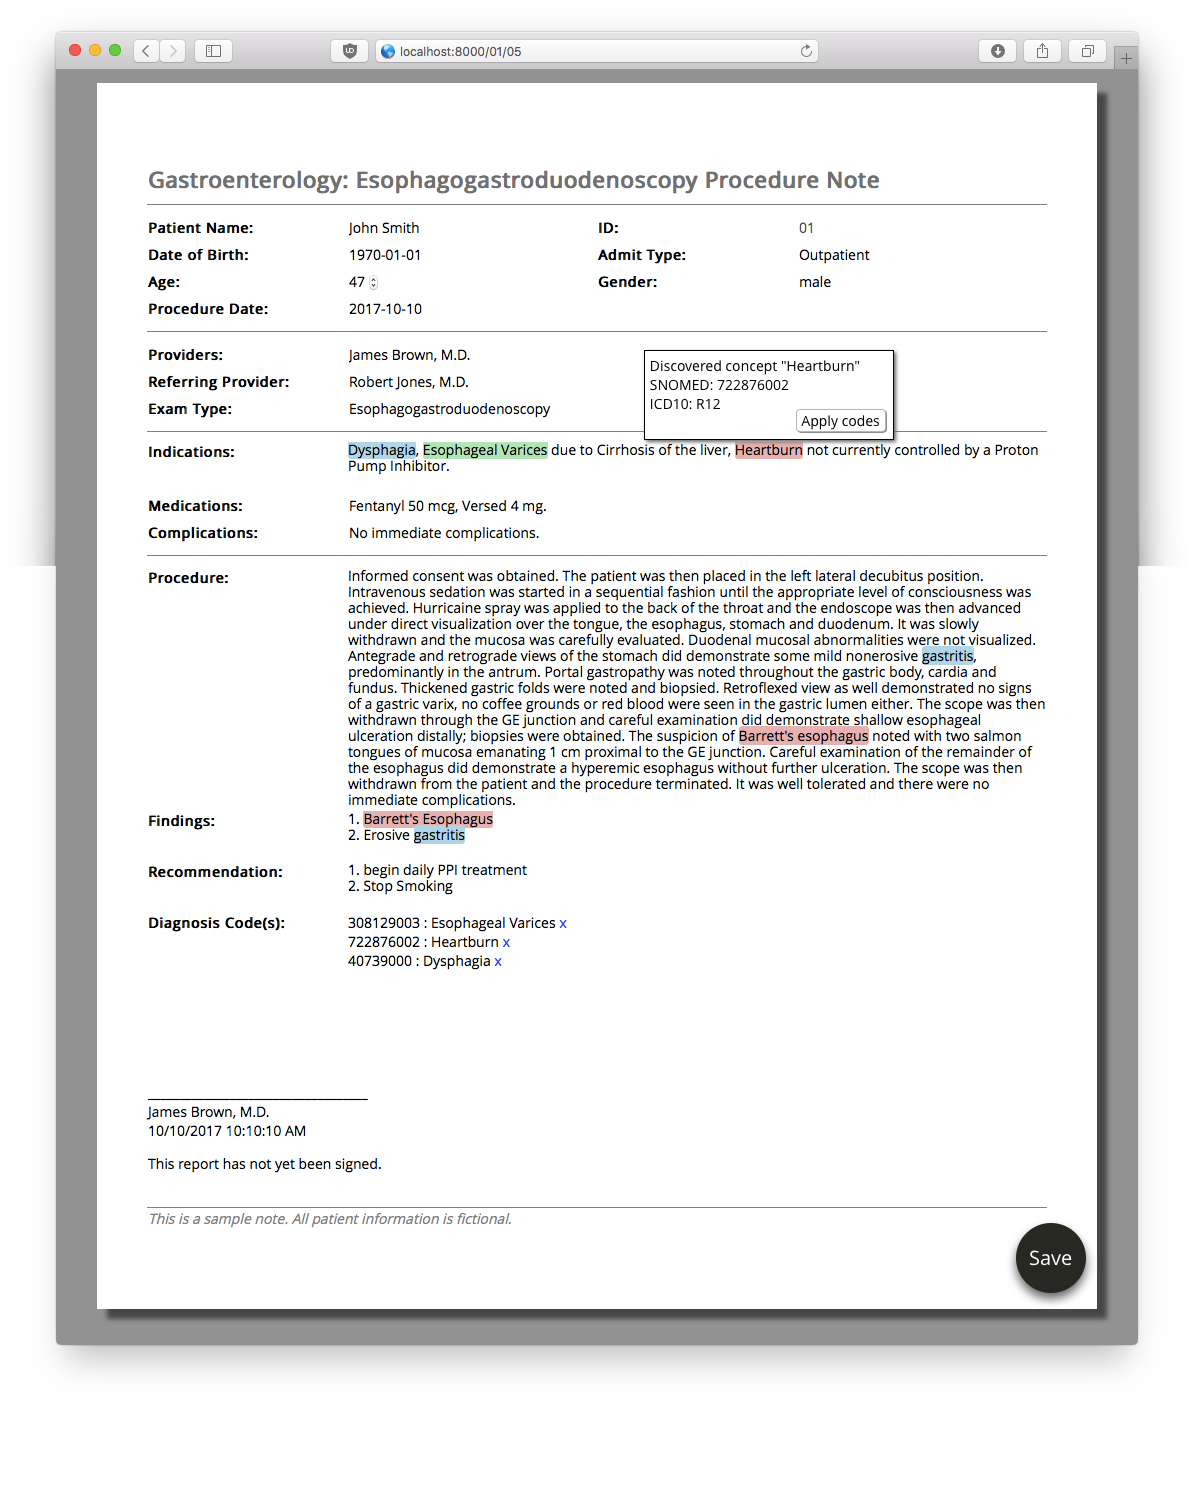 localhost:8000/01/05
Gastroenterology: Esophagogastroduodenoscopy Procedure Note
Patient Name: John Smith ID: 01
Date of Birth: 1970-01-01 Admit Type: Outpatient
Age: 47 Gender: male
Procedure Date: 2017-10-10
Providers: James Brown, M.D.
Referring Provider: Robert Jones, M.D.
Exam Type: Esophagogastroduodenoscopy
Discovered concept "Heartburn"
SNOMED: 722876002
ICD10: R12
Apply codes
Indications: Dysphagia, Esophageal Varices due to Cirrhosis of the liver, Heartburn not currently controlled by a Proton
Pump Inhibitor.
Medications: Fentanyl 50 mcg, Versed 4 mg.
Complications: No immediate complications.
Procedure: Informed consent was obtained. The patient was then placed in the left lateral decubitus position.
Intravenous sedation was started in a sequential fashion until the appropriate level of consciousness was
achieved. Hurricaine spray was applied to the back of the throat and the endoscope was then advanced
under direct visualization over the tongue, the esophagus, stomach and duodenum. It was slowly
withdrawn and the mucosa was carefully evaluated. Duodenal mucosal abnormalities were not visualized.
Antegrade and retrograde views of the stomach did demonstrate some mild nonerosive gastritis,
predominantly in the antrum. Portal gastropathy was noted throughout the gastric body, cardia and
fundus. Thickened gastric folds were noted and biopsied. Retroflexed view as well demonstrated no signs
of a gastric varix, no coffee grounds or red blood were seen in the gastric lumen either. The scope was then
withdrawn through the GE junction and careful examination did demonstrate shallow esophageal
ulceration distally; biopsies were obtained. The suspicion of Barrett's esophagus noted with two salmon
tongues of mucosa emanating 1 cm proximal to the GE junction. Careful examination of the remainder of
the esophagus did demonstrate a hyperemic esophagus without further ulceration. The scope was then
withdrawn from the patient and the procedure terminated. It was well tolerated and there were no
immediate complications.
Findings: 1. Barrett's Esophagus
2. Erosive gastritis
Recommendation: 1. begin daily PPI treatment
2. Stop Smoking
Diagnosis Code(s): 308129003 : Esophageal Varices x
722876002 : Heartburn x
40739000 : Dysphagia x
James Brown, M.D.
10/10/2017 10:10:10 AM
This report has not yet been signed.
This is a sample note. All patient information is fictional.
Save